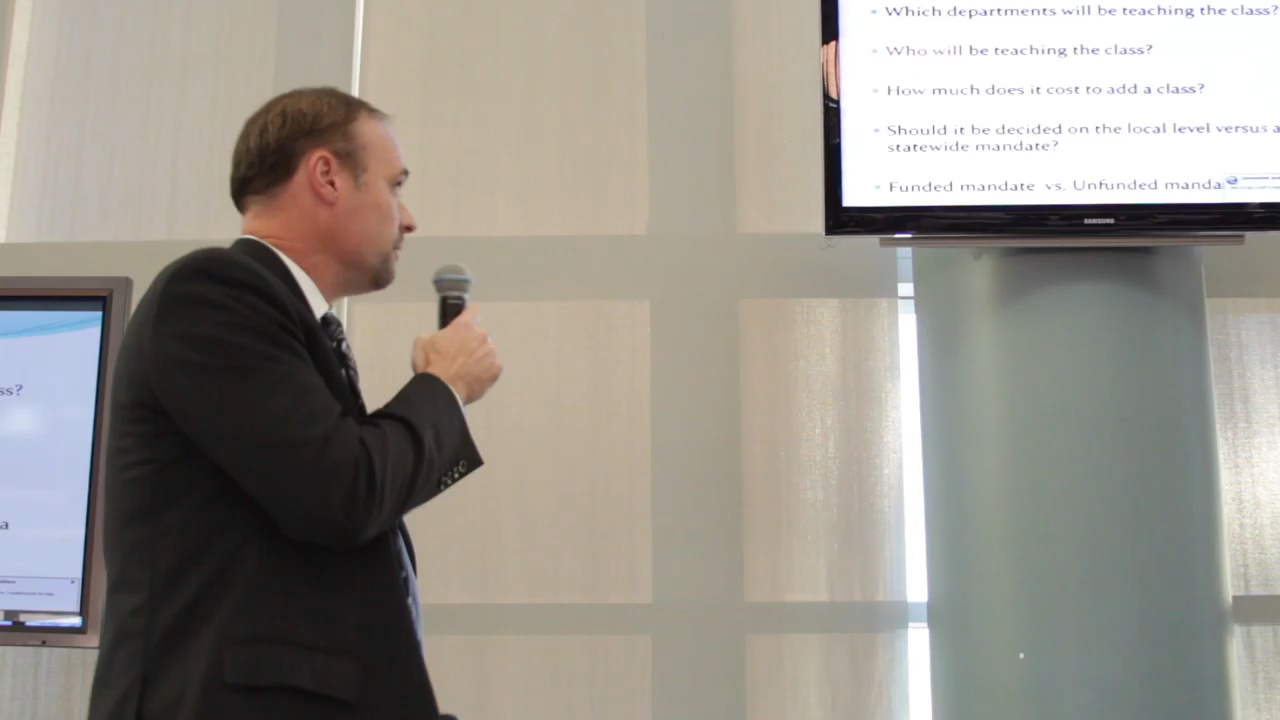 Which departments will be teaching the class?
Who will be teaching the class?
How much does it cost to add a class?
Should it be decided on the local level versus a
statewide mandate?
Funded mandate vs. Unfunded manda
SAMSUNG
ss?
a